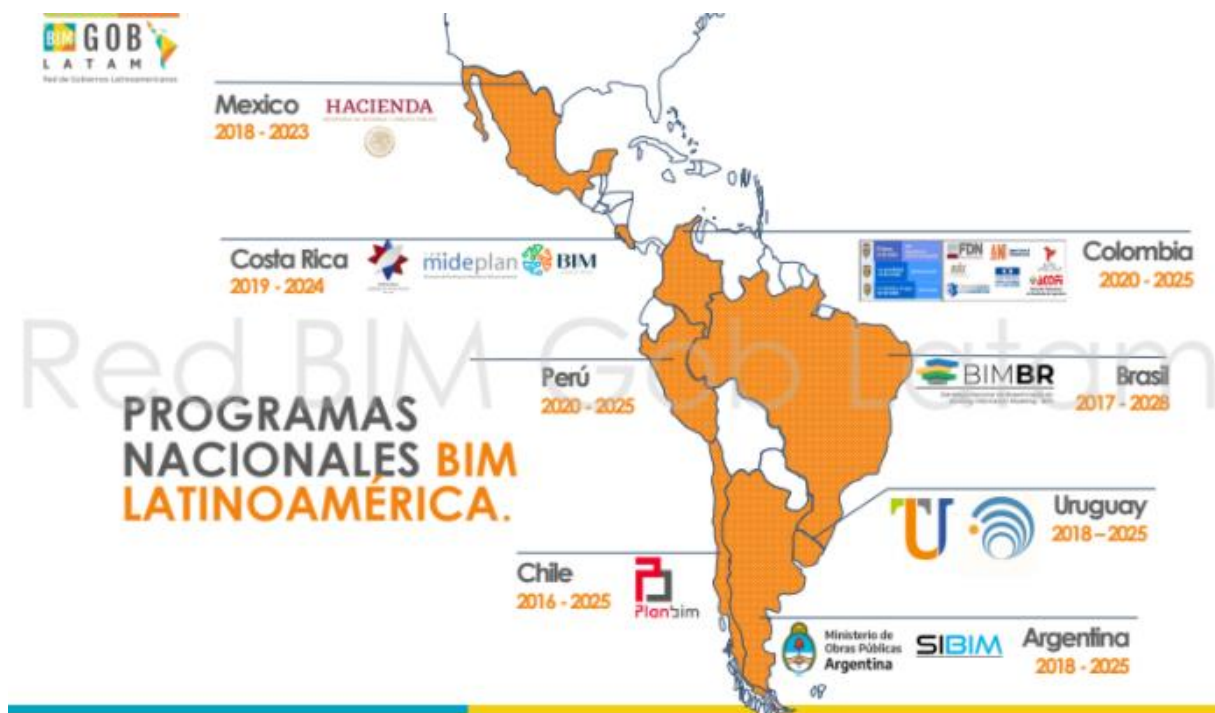 BIM GOB
LATAM
Red de Gobiernos Latinoamericanos
Mexico
2018 - 2023
HACIENDA
Costa Rica
2019 - 2024
mideplan
BIM
Colombia
2020 - 2025
FDN
ANI
Red BIM Gob Latam
Perú
2020 - 2025
BIMBR
Brasil
2017 - 2028
PROGRAMAS
NACIONALES BIM
LATINOAMÉRICA.
Uruguay
2018 – 2025
Chile
2016 - 2025
Planbim
Ministerio de
Obras Públicas
Argentina
SIBIM
Argentina
2018 - 2025